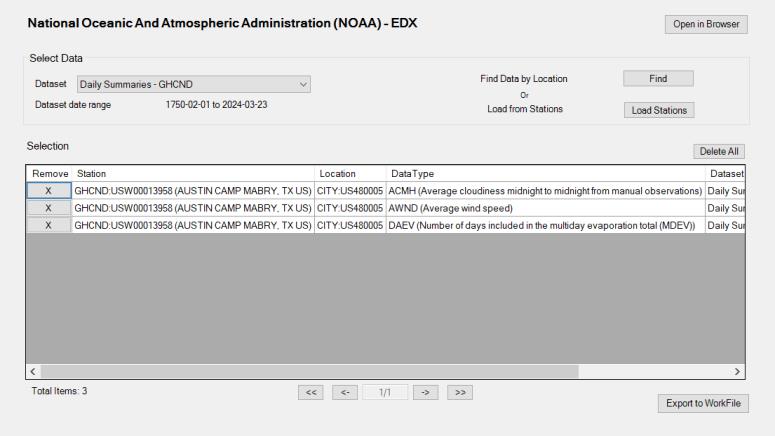 National Oceanic And Atmospheric Administration (NOAA) - EDX
Open in Browser
Select Data
Dataset Daily Summaries - GHCND
Find Data by Location Find
Or
Dataset date range 1750-02-01 to 2024-03-23
Load from Stations Load Stations
Selection
Delete All
Remove Station Location DataType Dataset
X GHCND:USW00013958 (AUSTIN CAMP MABRY, TX US) CITY:US480005 ACMH (Average cloudiness midnight to midnight from manual observations) Daily Sur
X GHCND:USW00013958 (AUSTIN CAMP MABRY, TX US) CITY:US480005 AWND (Average wind speed) Daily Sur
X GHCND:USW00013958 (AUSTIN CAMP MABRY, TX US) CITY:US480005 DAEV (Number of days included in the multiday evaporation total (MDEV)) Daily Sur
< >
Total Items: 3
<< <- 1/1 -> >>
Export to WorkFile